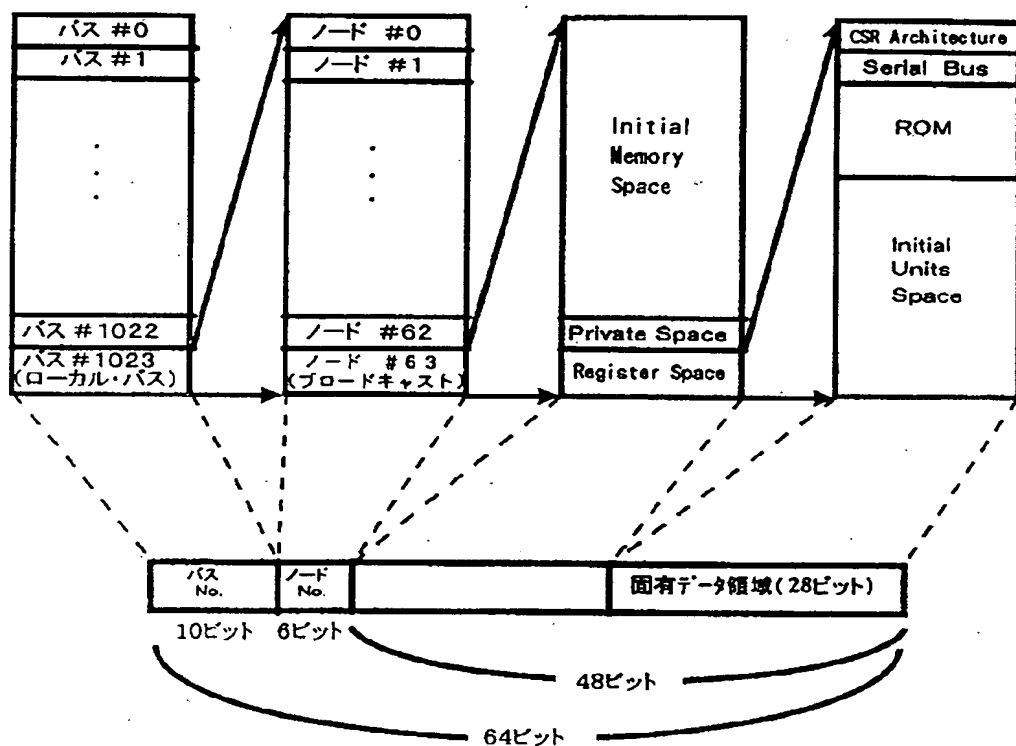 バス #0
バス #1
バス #1022
バス #1023
(ローカル・バス)
ノード #0
ノード #1
ノード #62
ノード #63
(ブロードキャスト)
Initial
Memory
Space
Private Space
Register Space
CSR Architecture
Serial Bus
ROM
Initial
Units
Space
バス
No.
ノード
No.
固有データ領域(28ビット)
10ビット
6ビット
48ビット
64ビット